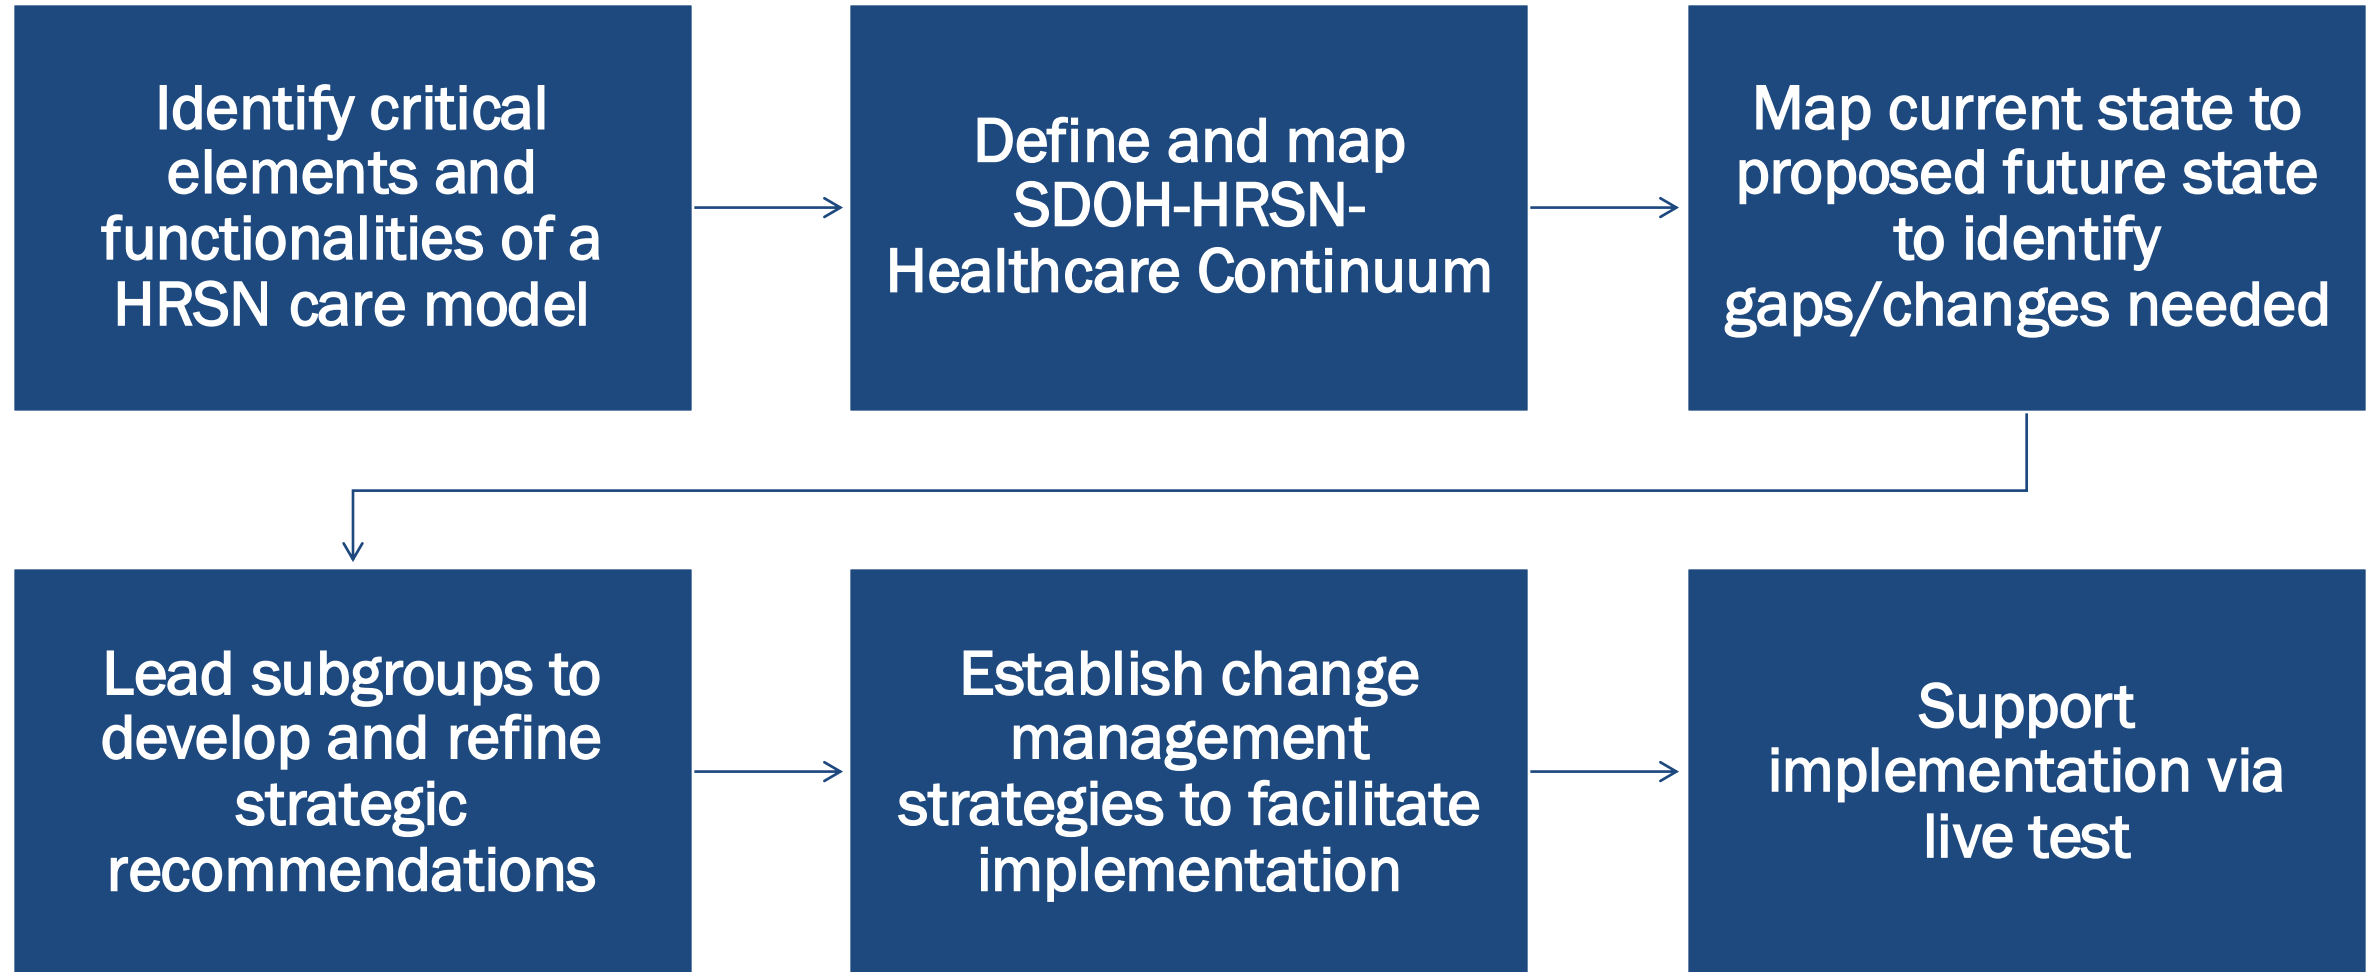 Identify critical
elements and
functionalities of a
HRSN care model
Define and map
SDOH-HRSN-
Healthcare Continuum
Map current state to
proposed future state
to identify
gaps/changes needed
Lead subgroups to
develop and refine
strategic
recommendations
Establish change
management
strategies to facilitate
implementation
Support
implementation via
live test